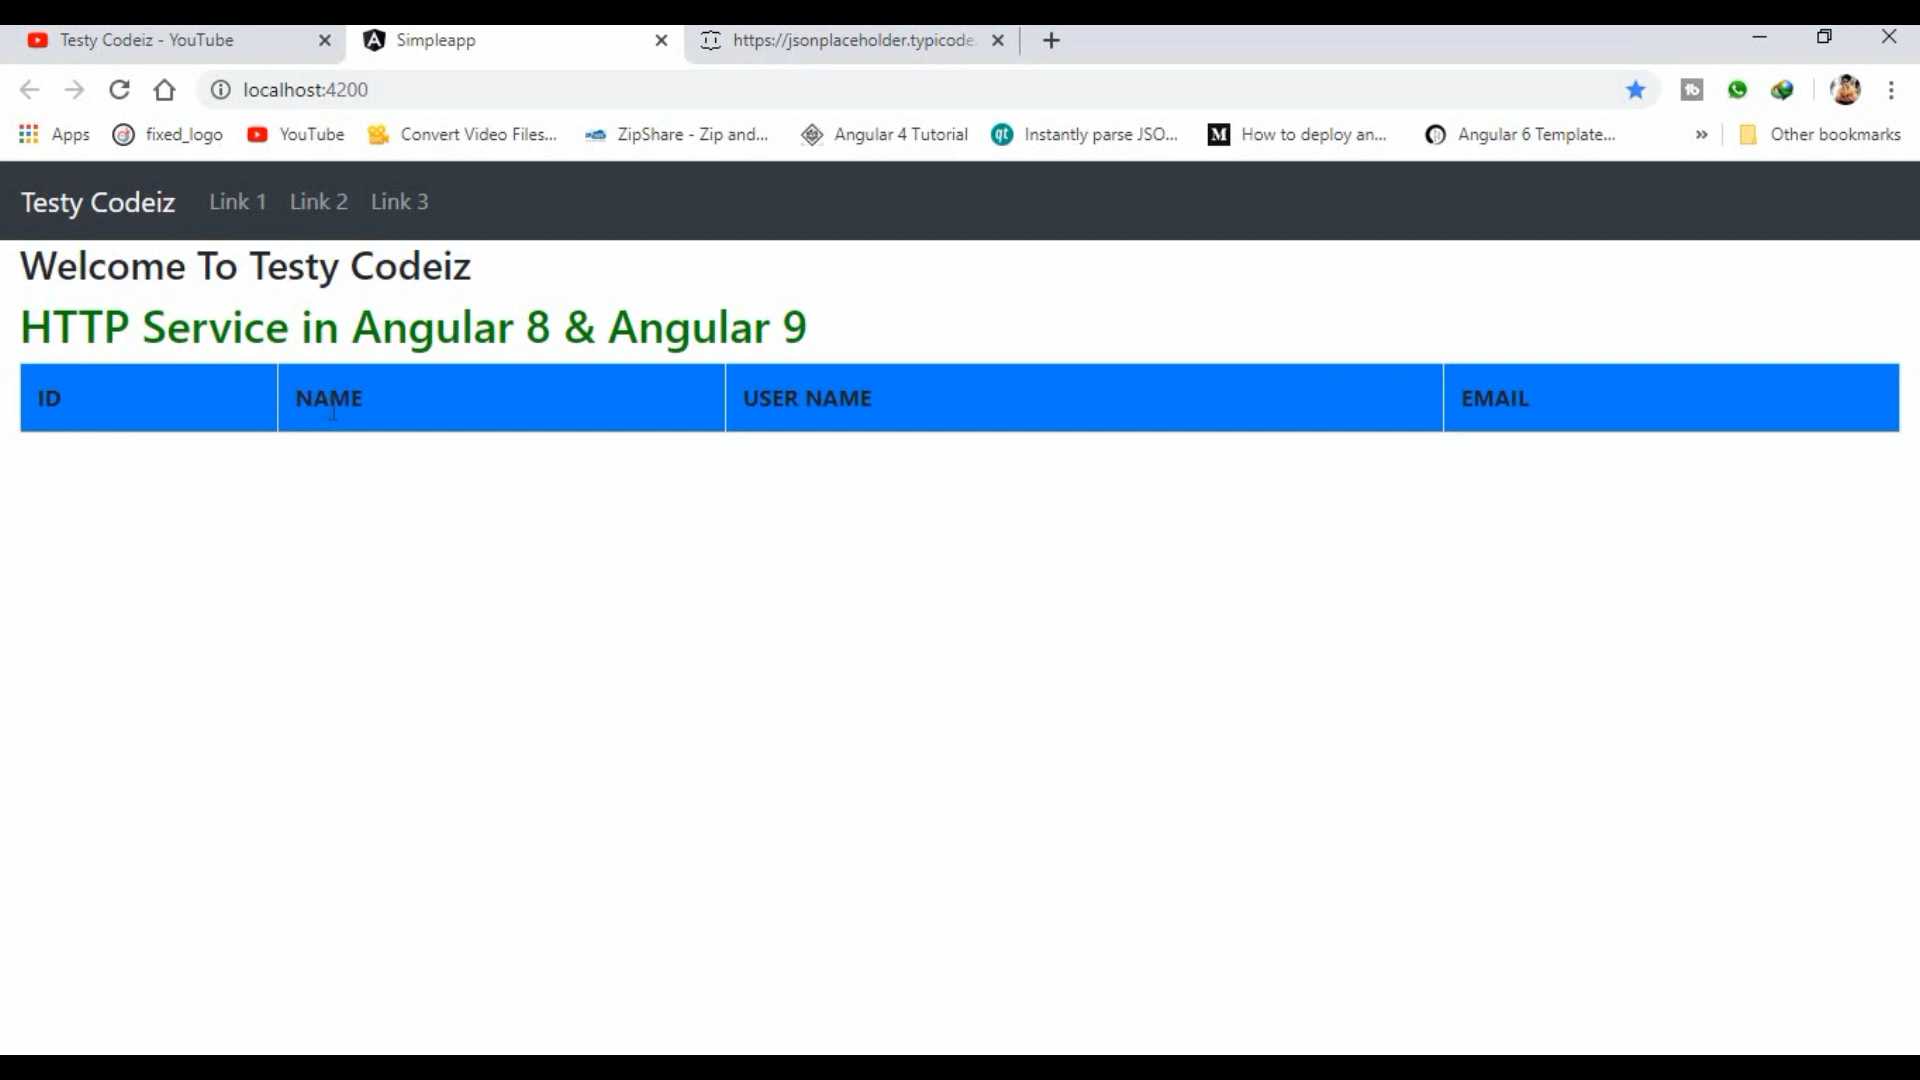 Testy Codeiz - YouTube
Simpleapp
https://jsonplaceholder.typicode.
localhost:4200
Apps
fixed_logo
YouTube
Convert Video Files...
ZipShare - Zip and...
Angular 4 Tutorial
qt
Instantly parse JSO...
M
How to deploy an...
Angular 6 Template...
»
Other bookmarks
Testy Codeiz
Link 1
Link 2
Link 3
Welcome To Testy Codeiz
HTTP Service in Angular 8 & Angular 9
ID
NAME
USER NAME
EMAIL